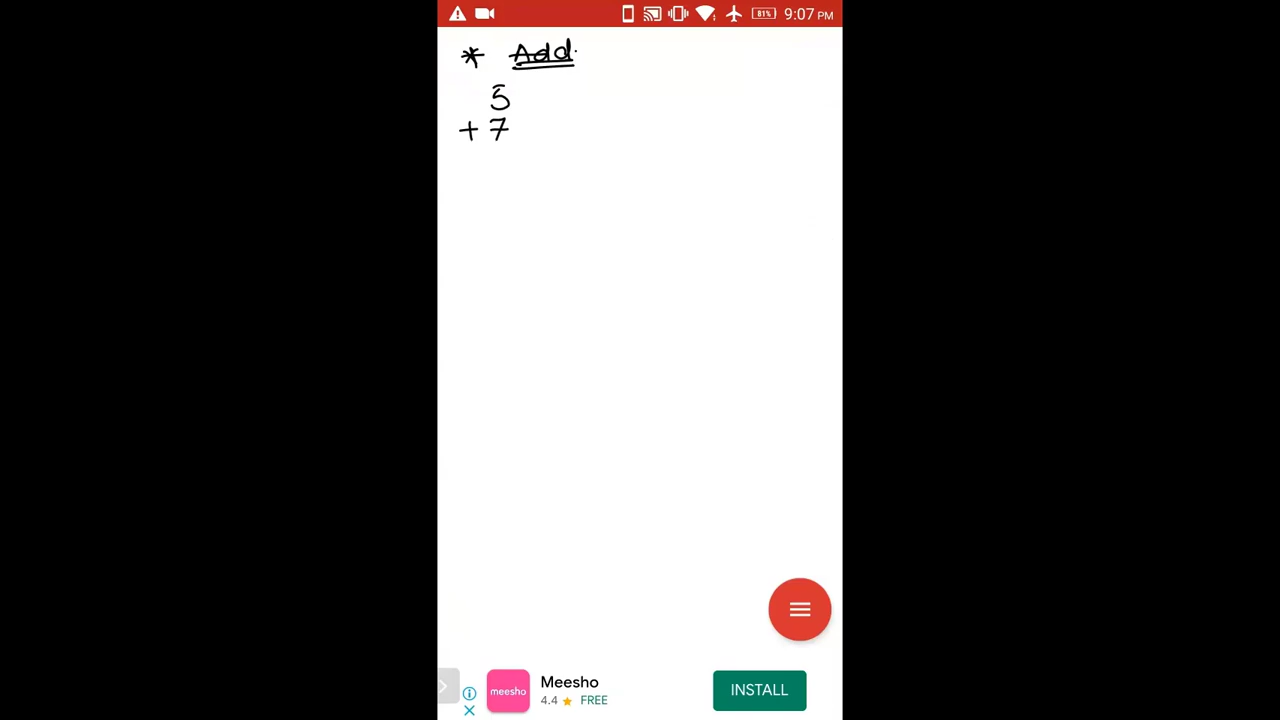 81% 9:07 PM
* Add.
5
+ 7
meesho
Meesho
4.4 ★ FREE
INSTALL